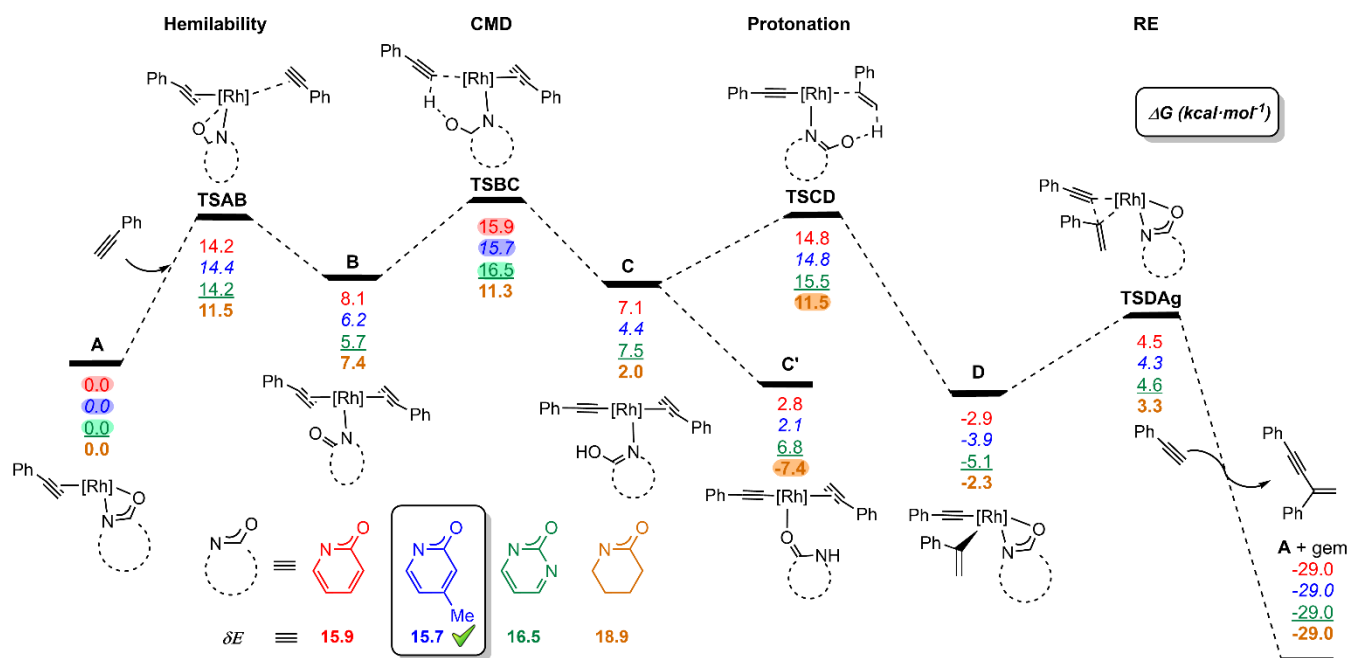 Hemilability
CMD
Protonation
RE
Ph
[Rh]
Ph
O
N
Ph
[Rh]
Ph
H
O
N
Ph
[Rh]
Ph
H
N
O
ΔG (kcal·mol⁻¹)
Ph
[Rh]
Ph
O
N
TSAB
14.2
14.4
14.2
11.5
TSBC
15.9
15.7
16.5
11.3
TSCD
14.8
14.8
15.5
11.5
TSDAg
4.5
4.3
4.6
3.3
Ph
A
0.0
0.0
0.0
0.0
B
8.1
6.2
5.7
7.4
C
7.1
4.4
7.5
2.0
C'
2.8
2.1
6.8
-7.4
D
-2.9
-3.9
-5.1
-2.3
Ph
Ph
Ph
A + gem
-29.0
-29.0
-29.0
-29.0
Ph
[Rh]
O
N
Ph
[Rh]
Ph
O
N
Ph
[Rh]
Ph
HO
N
Ph
[Rh]
Ph
O
NH
Ph
[Rh]
Ph
O
N
N
O
≡
N
O
N
O
Me
N
O
N
N
O
δE ≡ 15.9 15.7 16.5 18.9